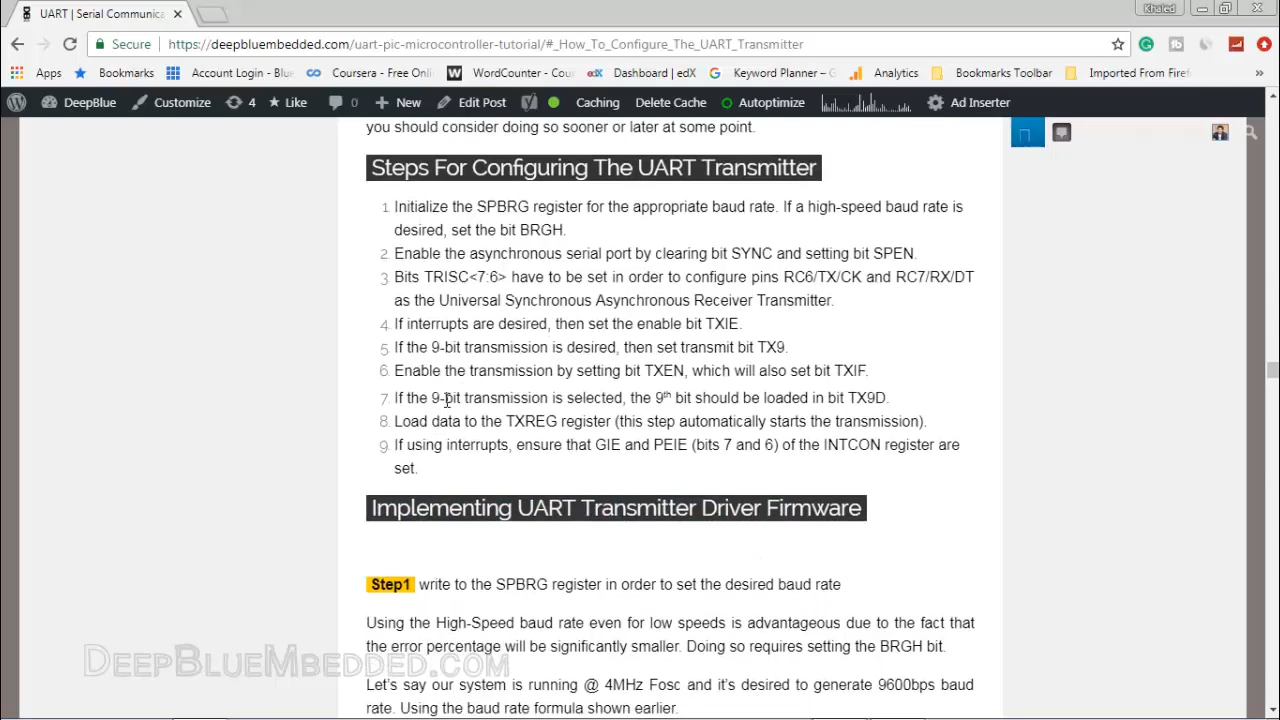 UART | Serial Communica
Khaled
Secure
https://deepbluembedded.com/uart-pic-microcontroller-tutorial/#_How_To_Configure_The_UART_Transmitter
Apps Bookmarks Account Login - Blu Coursera - Free Onli WordCounter - Cou Dashboard | edX Keyword Planner – Analytics Bookmarks Toolbar Imported From Firef »
DeepBlue Customize 4 Like 0 New Edit Post Caching Delete Cache Autoptimize Ad Inserter
you should consider doing so sooner or later at some point.
Steps For Configuring The UART Transmitter
1. Initialize the SPBRG register for the appropriate baud rate. If a high-speed baud rate is
desired, set the bit BRGH.
2. Enable the asynchronous serial port by clearing bit SYNC and setting bit SPEN.
3. Bits TRISC<7:6> have to be set in order to configure pins RC6/TX/CK and RC7/RX/DT
as the Universal Synchronous Asynchronous Receiver Transmitter.
4. If interrupts are desired, then set the enable bit TXIE.
5. If the 9-bit transmission is desired, then set transmit bit TX9.
6. Enable the transmission by setting bit TXEN, which will also set bit TXIF.
7. If the 9-bit transmission is selected, the 9th bit should be loaded in bit TX9D.
8. Load data to the TXREG register (this step automatically starts the transmission).
9. If using interrupts, ensure that GIE and PEIE (bits 7 and 6) of the INTCON register are
set.
Implementing UART Transmitter Driver Firmware
Step1 write to the SPBRG register in order to set the desired baud rate
Using the High-Speed baud rate even for low speeds is advantageous due to the fact that
the error percentage will be significantly smaller. Doing so requires setting the BRGH bit.
DeepBlueMbedded.com
Let's say our system is running @ 4MHz Fosc and it's desired to generate 9600bps baud
rate. Using the baud rate formula shown earlier.